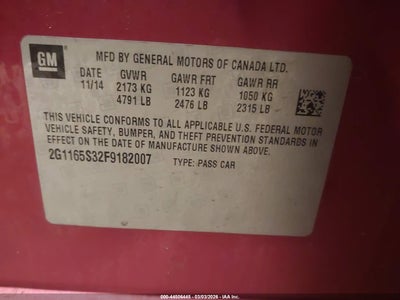 GM
MFD BY GENERAL MOTORS OF CANADA LTD.
DATE GVWR GAWR FRT GAWR RR
11/14 2173 KG 1123 KG 1050 KG
4791 LB 2476 LB 2315 LB
THIS VEHICLE CONFORMS TO ALL APPLICABLE U.S. FEDERAL MOTOR
VEHICLE SAFETY, BUMPER, AND THEFT PREVENTION STANDARDS IN
EFFECT ON THE DATE OF MANUFACTURE SHOWN ABOVE.
2G1165S32F9182007 TYPE: PASS CAR